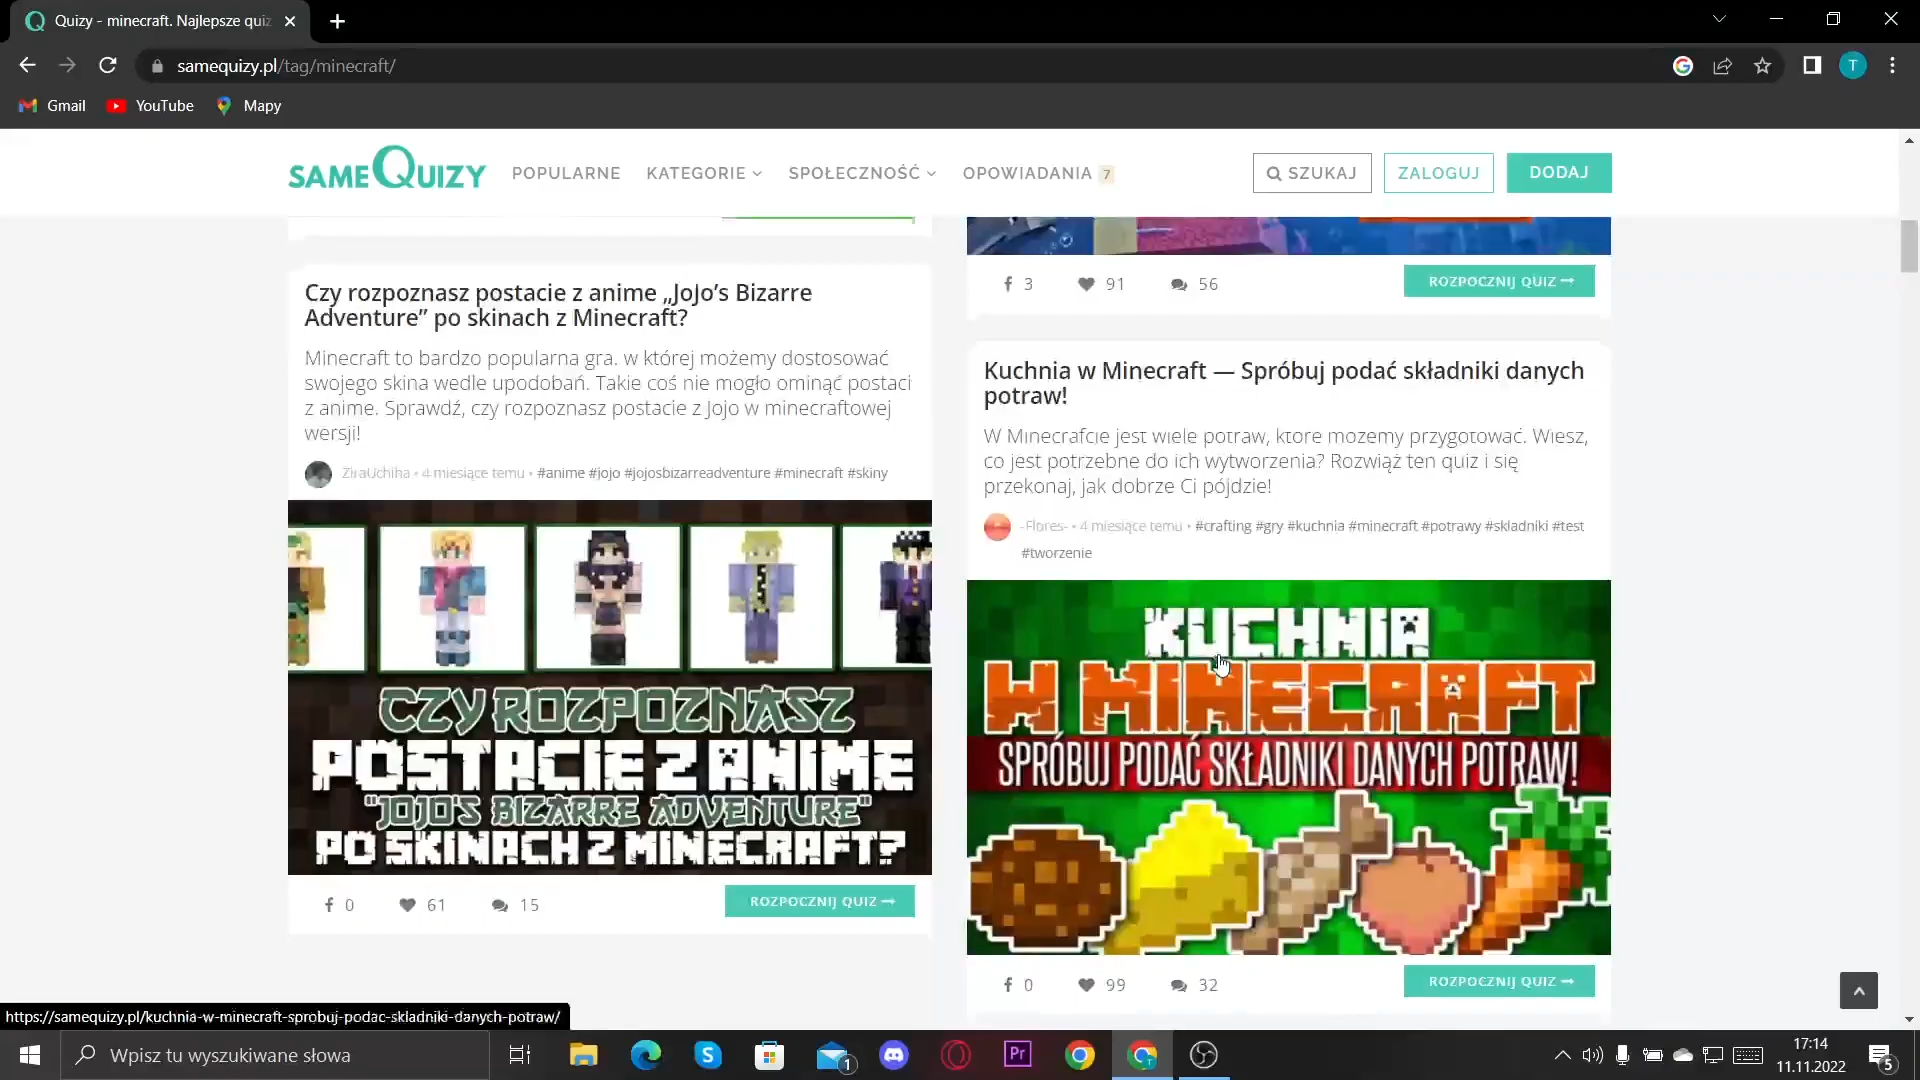 Quizy - minecraft. Najlepsze quiz
samequizy.pl/tag/minecraft/
T
Gmail
YouTube
Mapy
SAMEQUIZY
POPULARNE
KATEGORIE
SPOŁECZNOŚĆ
OPOWIADANIA 7
SZUKAJ
ZALOGUJ
DODAJ
Czy rozpoznasz postacie z anime „JoJo’s Bizarre
Adventure” po skinach z Minecraft?
Minecraft to bardzo popularna gra. w której możemy dostosować
swojego skina wedle upodobań. Takie coś nie mogło ominąć postaci
z anime. Sprawdź, czy rozpoznasz postacie z Jojo w minecraftowej
wersji!
ZiraUchiha • 4 miesiące temu • #anime #jojo #jojosbizarreadventure #minecraft #skiny
CZY ROZPOZNASZ
POSTACIE Z ANIME
"JOJO'S BIZARRE ADVENTURE"
PO SKINACH Z MINECRAFT?
0 61 15
ROZPOCZNIJ QUIZ
3 91 56
ROZPOCZNIJ QUIZ
Kuchnia w Minecraft — Spróbuj podać składniki danych
potraw!
W Minecrafcie jest wiele potraw, które możemy przygotować. Wiesz,
co jest potrzebne do ich wytworzenia? Rozwiąż ten quiz i się
przekonaj, jak dobrze Ci pójdzie!
-Flores- • 4 miesiące temu • #crafting #gry #kuchnia #minecraft #potrawy #składniki #test
#tworzenie
KUCHNIA
W MINECRAFT
SPRÓBUJ PODAĆ SKŁADNIKI DANYCH POTRAW!
0 99 32
ROZPOCZNIJ QUIZ
https://samequizy.pl/kuchnia-w-minecraft-sprobuj-podac-skladniki-danych-potraw/
Wpisz tu wyszukiwane słowa
1
Pr
17:14
11.11.2022
5